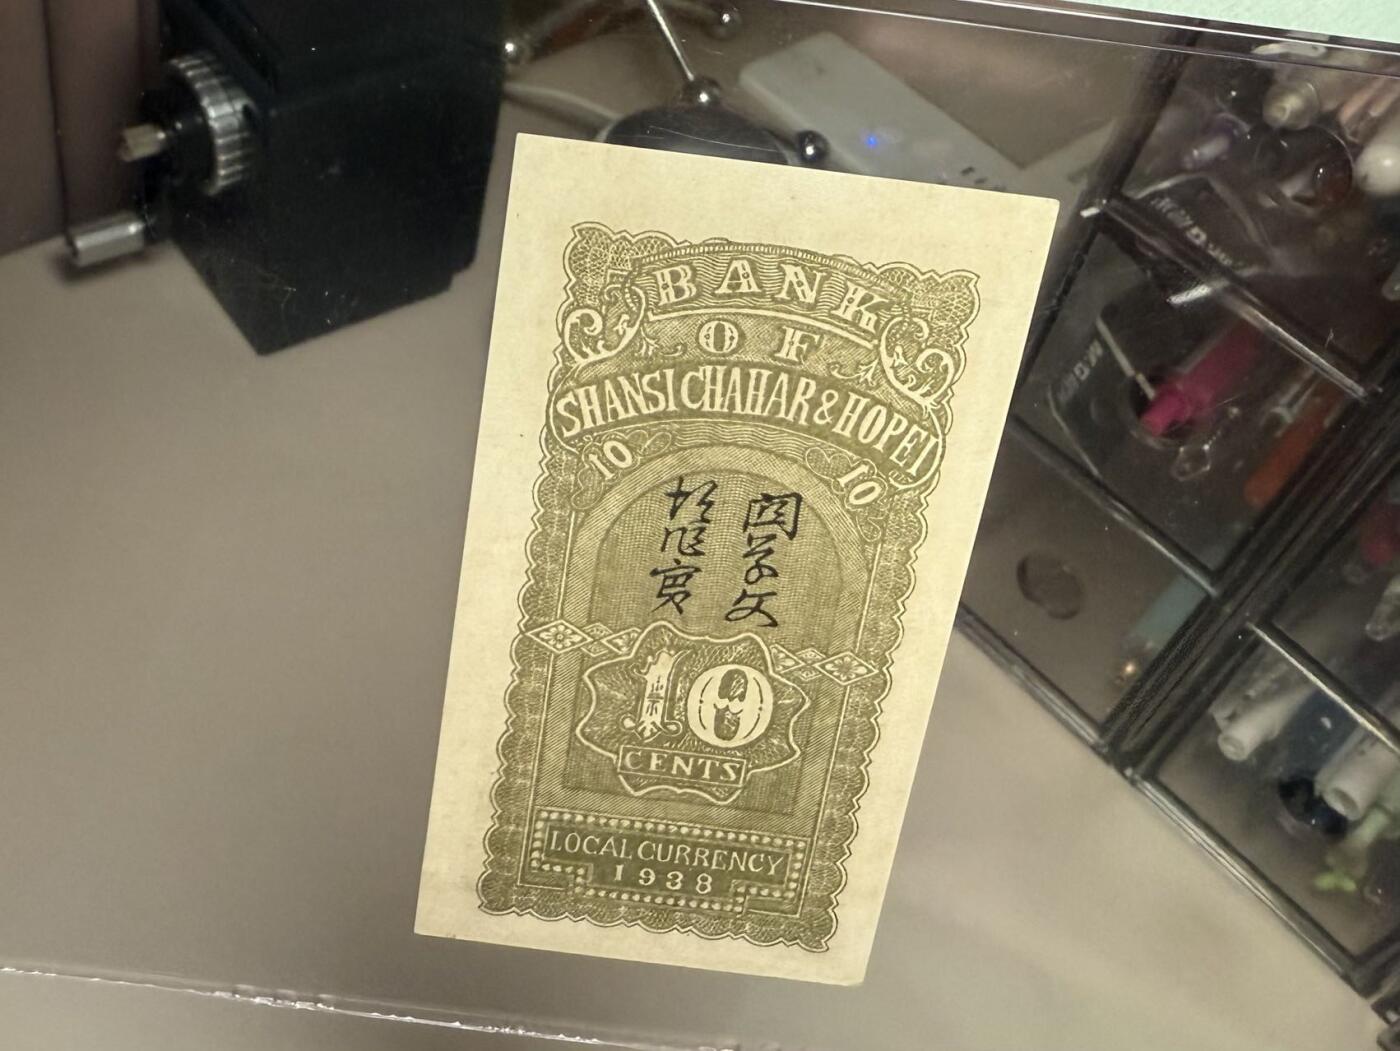 BANK
OF
SHANSI CHAHAR & HOPEI
10 10
10
CENTS
LOCAL CURRENCY
1938